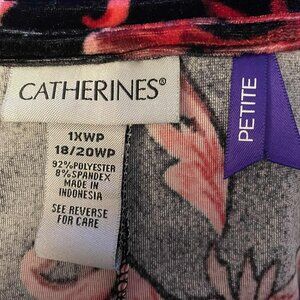 CATHERINES®
1XWP
18/20WP
92% POLYESTER
8% SPANDEX
MADE IN
INDONESIA
SEE REVERSE
FOR CARE
PETITE